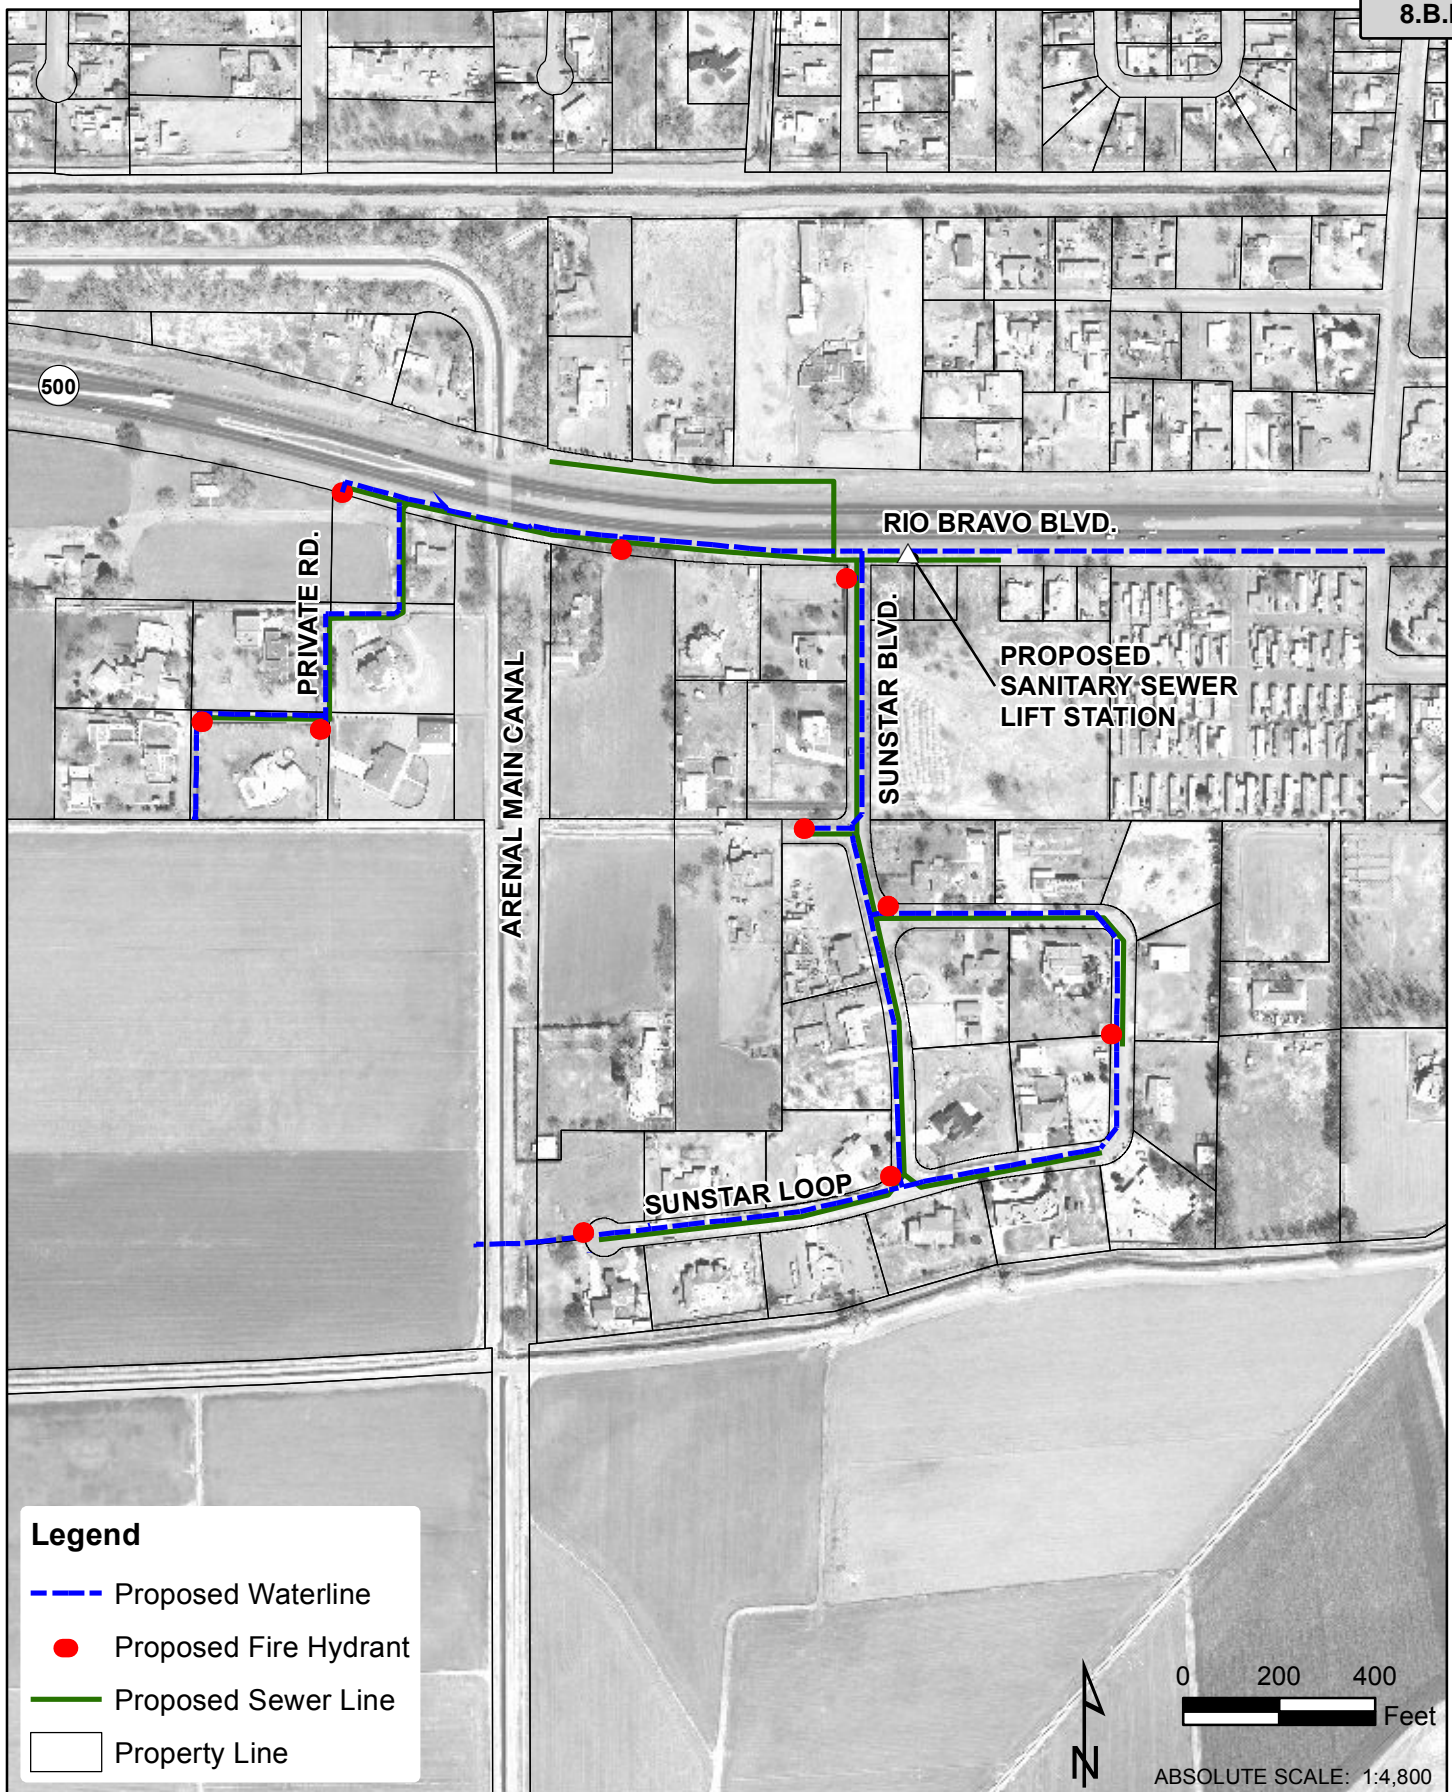 8.B.
500
RIO BRAVO BLVD.
PRIVATE RD.
SUNSTAR BLVD.
PROPOSED
SANITARY SEWER
LIFT STATION
ARENAL MAIN CANAL
SUNSTAR LOOP
Legend
Proposed Waterline
Proposed Fire Hydrant
Proposed Sewer Line
Property Line
0 200 400
Feet
N
ABSOLUTE SCALE: 1:4,800